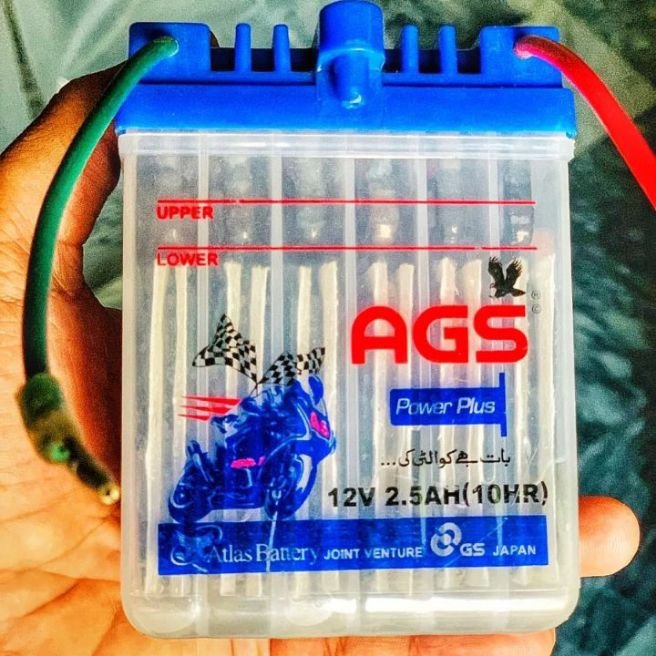 UPPER
LOWER
AGS
®
©
Power Plus
AGS
بات ہے کوالٹی کی...
12V 2.5AH(10HR)
Atlas Battery JOINT VENTURE GS JAPAN